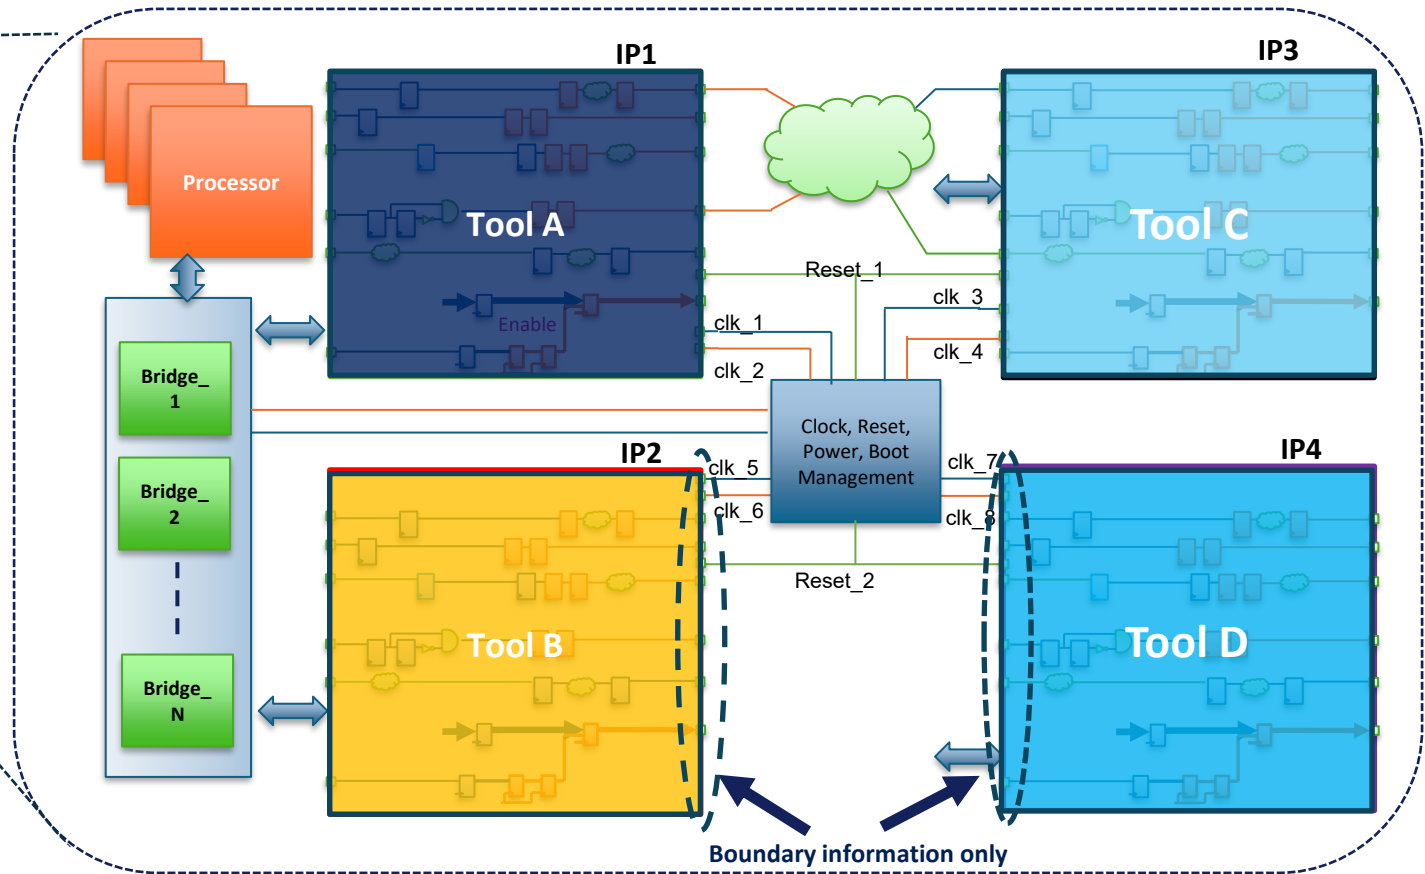 IP1
IP3
Processor
Tool A
Tool C
Reset_1
clk_3
Enable
clk_1
clk_4
clk_2
Bridge_
1
Clock, Reset,
Power, Boot
Management
IP2
IP4
clk_5
clk_7
Bridge_
2
clk_6
clk_8
Reset_2
Tool B
Tool D
Bridge_
N
Boundary information only